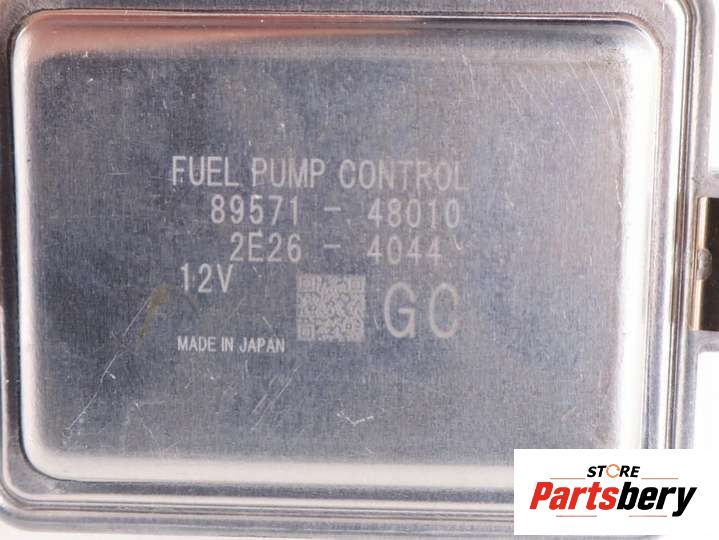 FUEL PUMP CONTROL
89571 - 48010
2E26 - 4044
12V
GC
MADE IN JAPAN
STORE
Partsbery